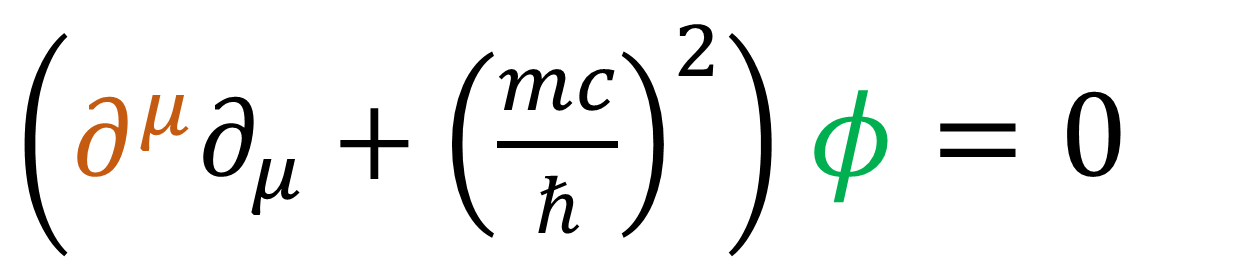 (∂^μ ∂_μ + (mc/ħ)^2) ϕ = 0